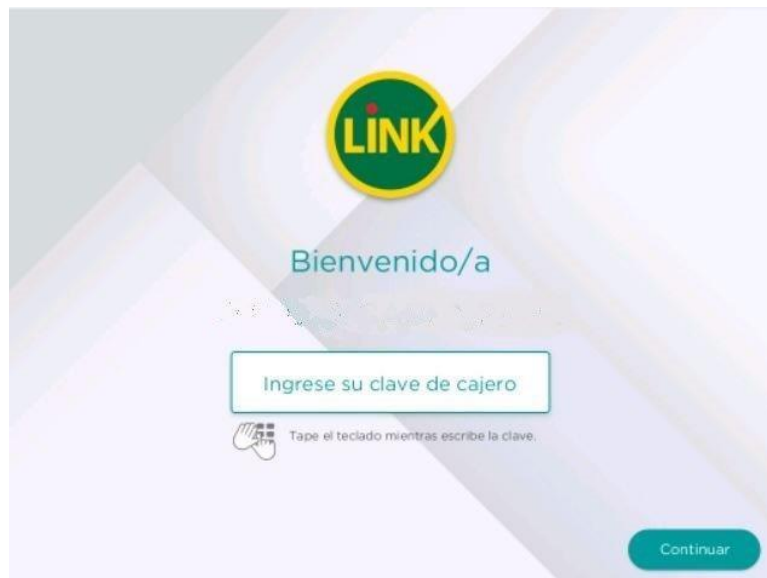 LiNK
Bienvenido/a
Ingrese su clave de cajero
Tape el teclado mientras escribe la clave.
Continuar